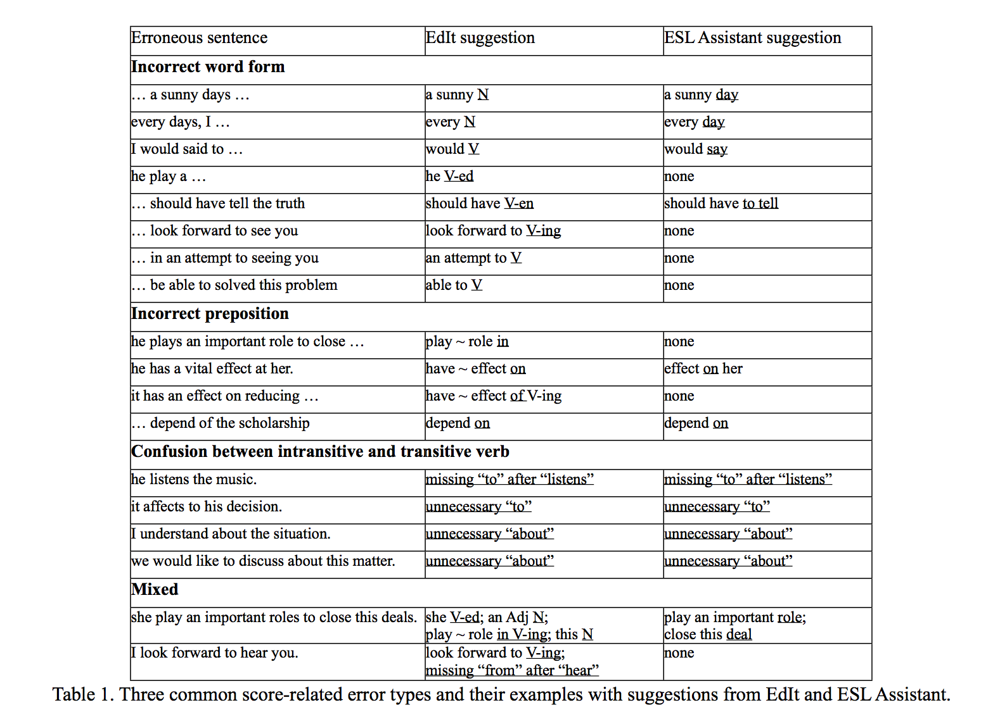 Erroneous sentence EdIt suggestion ESL Assistant suggestion
Incorrect word form
… a sunny days … a sunny N a sunny day
every days, I … every N every day
I would said to … would V would say
he play a … he V-ed none
… should have tell the truth should have V-en should have to tell
… look forward to see you look forward to V-ing none
… in an attempt to seeing you an attempt to V none
… be able to solved this problem able to V none
Incorrect preposition
he plays an important role to close … play ~ role in none
he has a vital effect at her. have ~ effect on effect on her
it has an effect on reducing … have ~ effect of V-ing none
… depend of the scholarship depend on depend on
Confusion between intransitive and transitive verb
he listens the music. missing “to” after “listens” missing “to” after “listens”
it affects to his decision. unnecessary “to” unnecessary “to”
I understand about the situation. unnecessary “about” unnecessary “about”
we would like to discuss about this matter. unnecessary “about” unnecessary “about”
Mixed
she play an important roles to close this deals. she V-ed; an Adj N; play an important role;
play ~ role in V-ing; this N close this deal
I look forward to hear you. look forward to V-ing; none
missing “from” after “hear”
Table 1. Three common score-related error types and their examples with suggestions from EdIt and ESL Assistant.